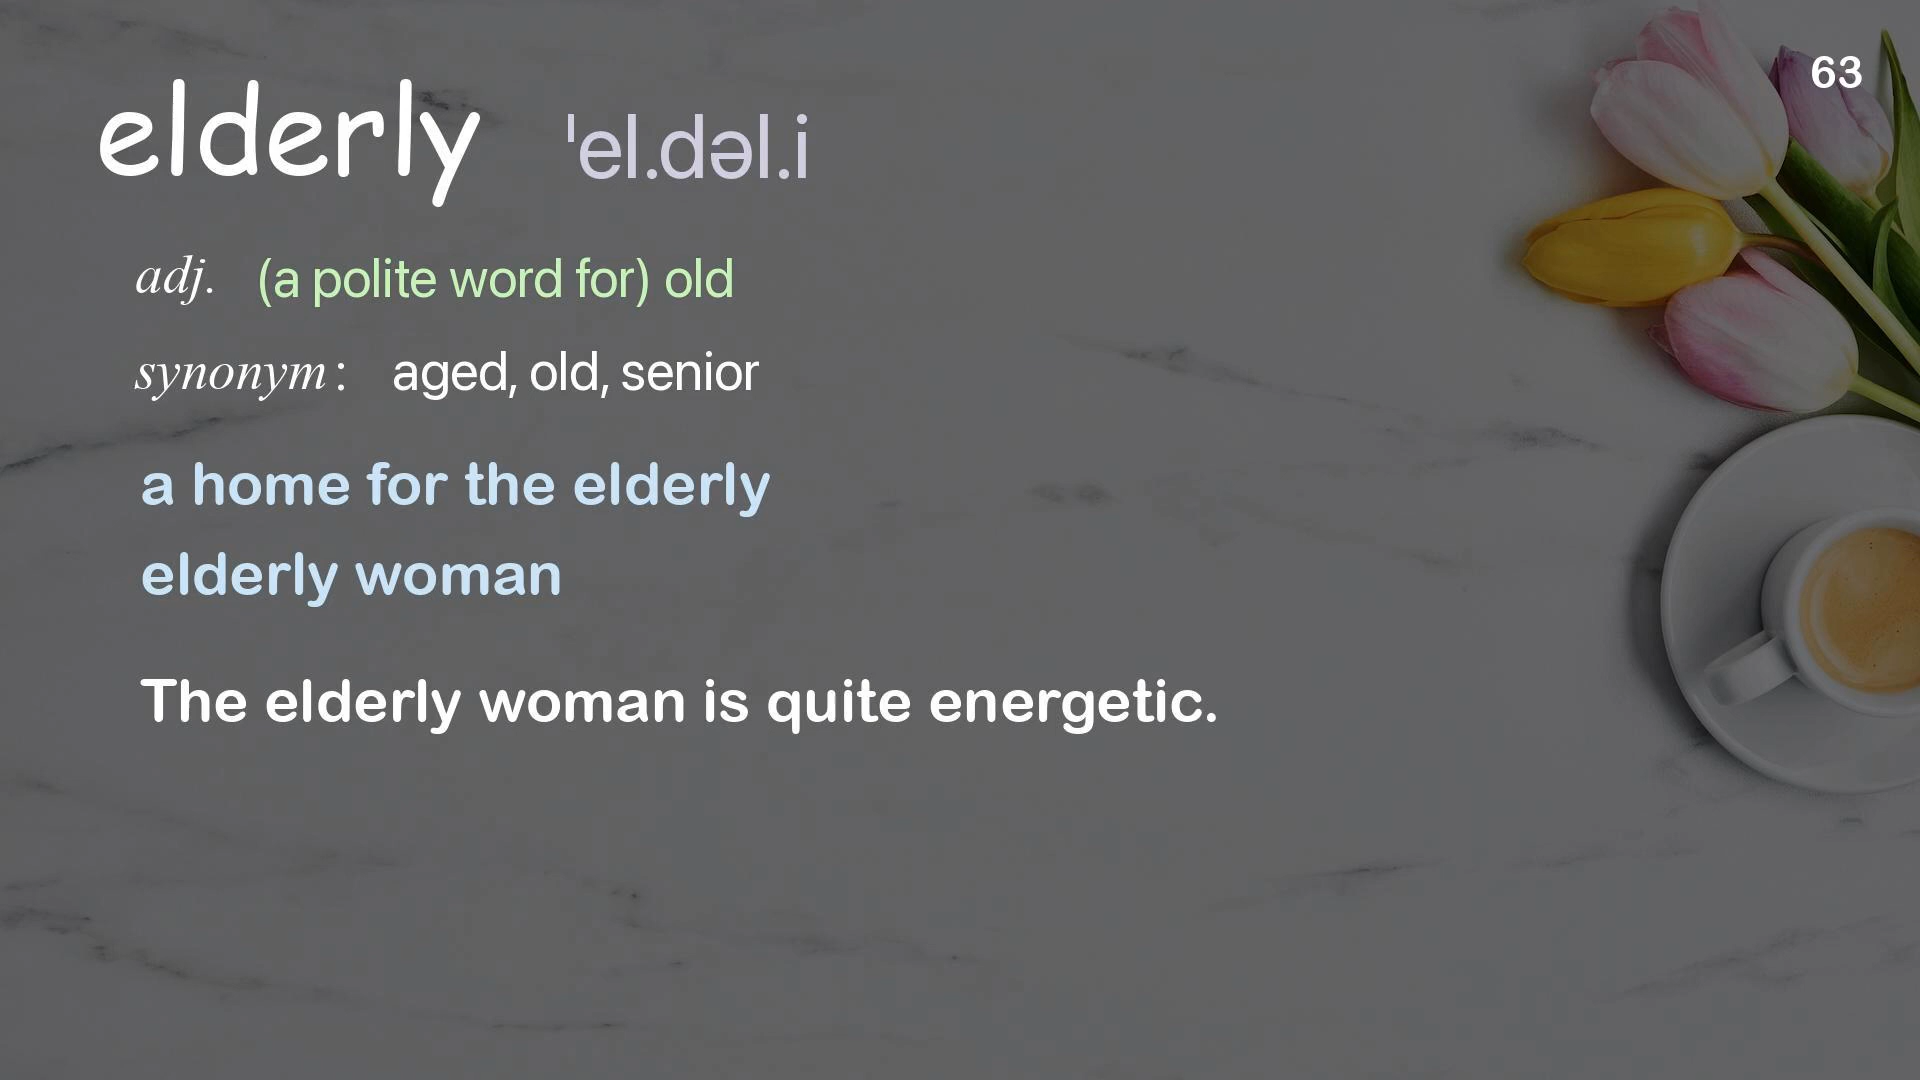 63
elderly ˈel.dəl.i
adj. (a polite word for) old
synonym: aged, old, senior
a home for the elderly
elderly woman
The elderly woman is quite energetic.